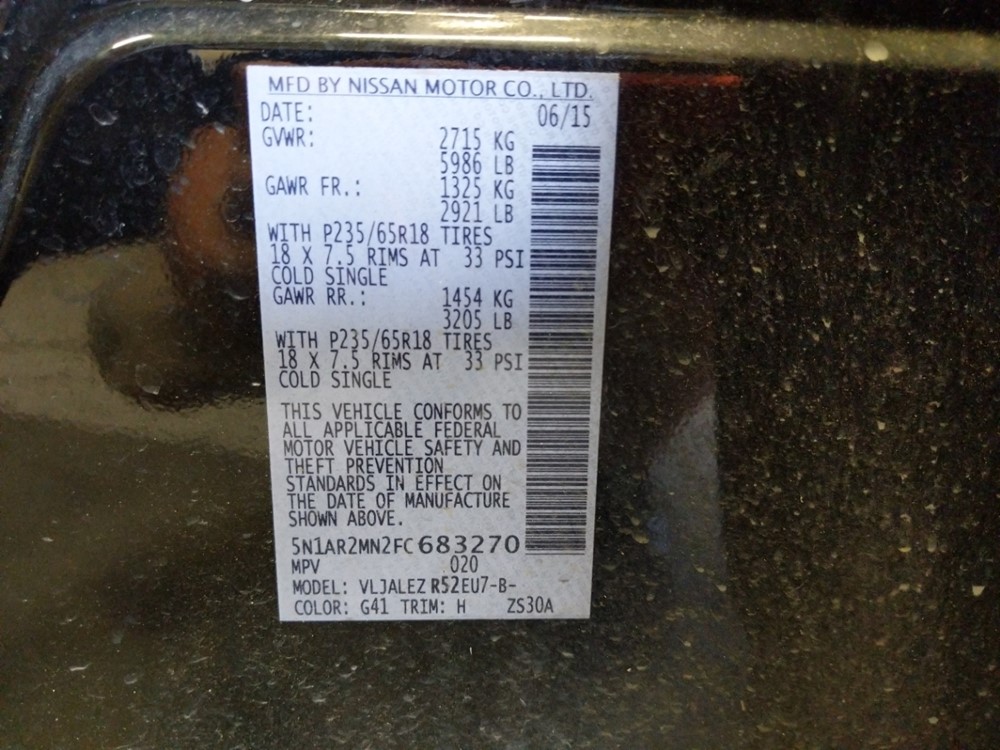 MFD BY NISSAN MOTOR CO., LTD.
DATE: 06/15
GVWR: 2715 KG
5986 LB
GAWR FR.: 1325 KG
2921 LB
WITH P235/65R18 TIRES
18 X 7.5 RIMS AT 33 PSI
COLD SINGLE
GAWR RR.: 1454 KG
3205 LB
WITH P235/65R18 TIRES
18 X 7.5 RIMS AT 33 PSI
COLD SINGLE
THIS VEHICLE CONFORMS TO
ALL APPLICABLE FEDERAL
MOTOR VEHICLE SAFETY AND
THEFT PREVENTION
STANDARDS IN EFFECT ON
THE DATE OF MANUFACTURE
SHOWN ABOVE.
5N1AR2MN2FC683270
MPV 020
MODEL: VLJALEZ R52EU7-B-
COLOR: G41 TRIM: H ZS30A